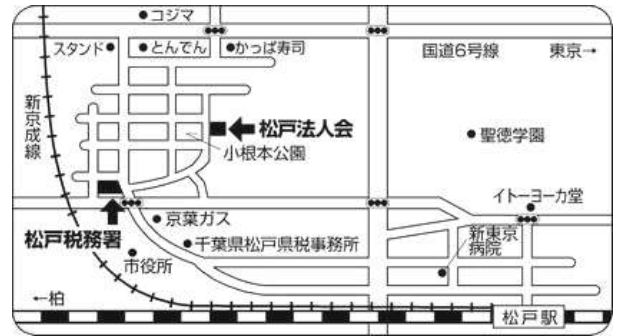 コジマ
スタンド
とんでん
かっぱ寿司
国道6号線
東京→
新京成線
松戸法人会
小根本公園
聖徳学園
イトーヨーカ堂
松戸税務署
京葉ガス
千葉県松戸県税事務所
新東京
病院
市役所
←柏
松戸駅